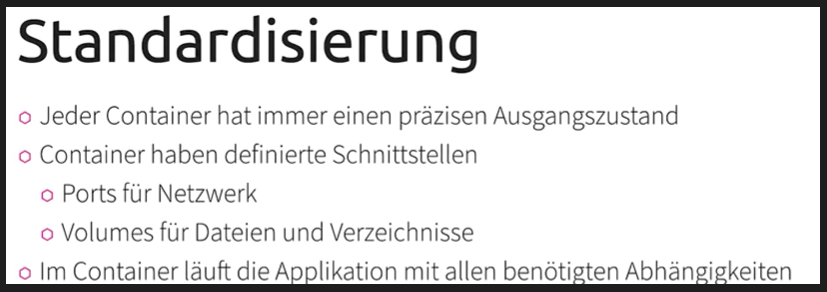 Standardisierung
Jeder Container hat immer einen präzisen Ausgangszustand
Container haben definierte Schnittstellen
Ports für Netzwerk
Volumes für Dateien und Verzeichnisse
Im Container läuft die Applikation mit allen benötigten Abhängigkeiten